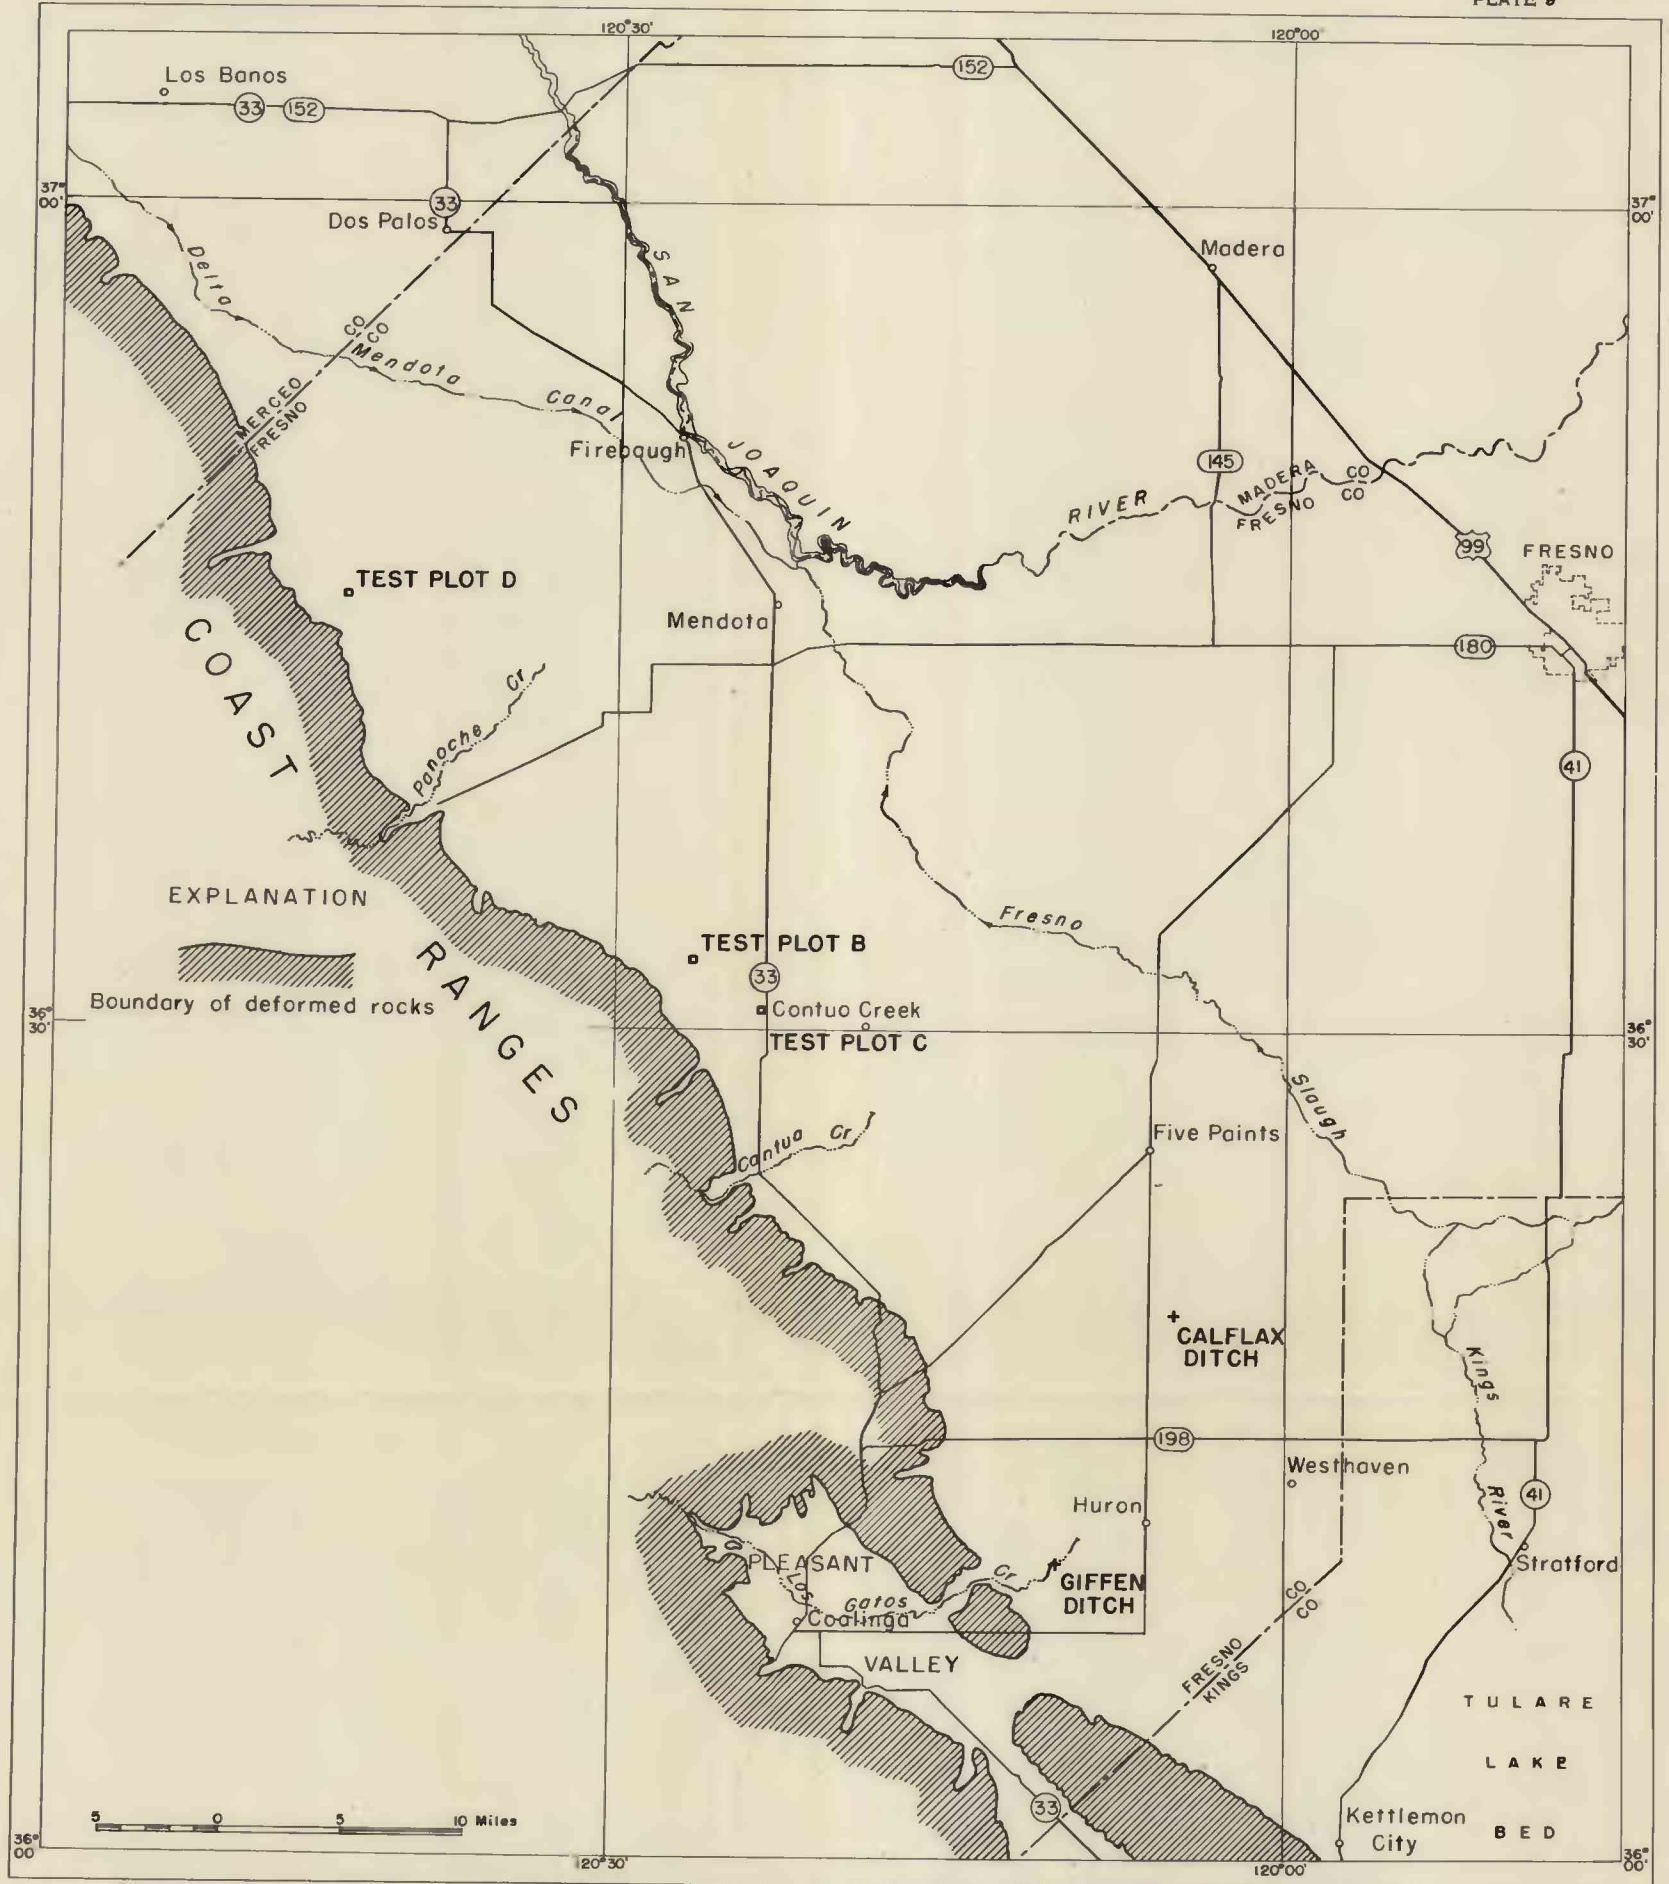 PLATE 9
120°30'
120°00'
Los Banos
33
152
152
37°
00'
37°
00'
33
Dos Palos
Madera
Delta
Mendota
Canal
CO
CO
MERCED
FRESNO
SAN
JOAQUIN
RIVER
Firebaugh
145
MADERA CO
FRESNO CO
99
FRESNO
TEST PLOT D
Mendota
180
COAST
RANGES
Panoche Cr
41
EXPLANATION
Boundary of deformed rocks
Fresno
Slough
TEST PLOT B
33
Cantua Creek
TEST PLOT C
36°
30'
36°
30'
Cantua Cr
Five Points
CALFLAX
DITCH
Kings
River
198
Westhaven
Huron
41
Stratford
PLEASANT
VALLEY
Los
Gatos
Cr
Coalinga
GIFFEN
DITCH
CO
CO
FRESNO
KINGS
TULARE
LAKE
BED
33
Kettlemon
City
5 0 5 10 Miles
36°
00'
120°30'
120°00'
36°
00'